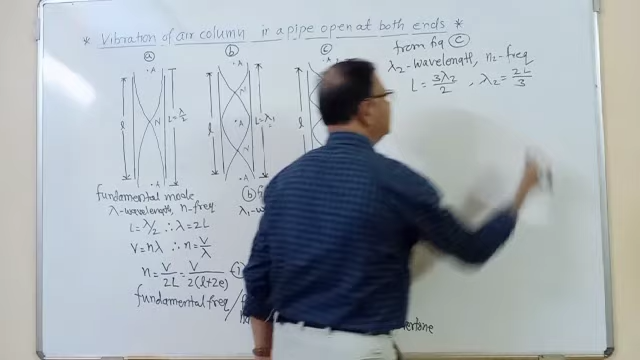 * Vibration of air column in a pipe open at both ends *
a
b
c
A
A
A
N
N
A
N
A
l
L=λ/2
l
L=λ1
l
fundamental mode
λ-wavelength, n-freq
L=λ/2 ∴ λ=2L
V=nλ ∴ n=V/λ
n = V/2L = V/2(l+2e) - 1
fundamental freq/
b
λ1-w
from fig c
λ2-wavelength, n2-freq
L=3λ2/2 , λ2=2L/3